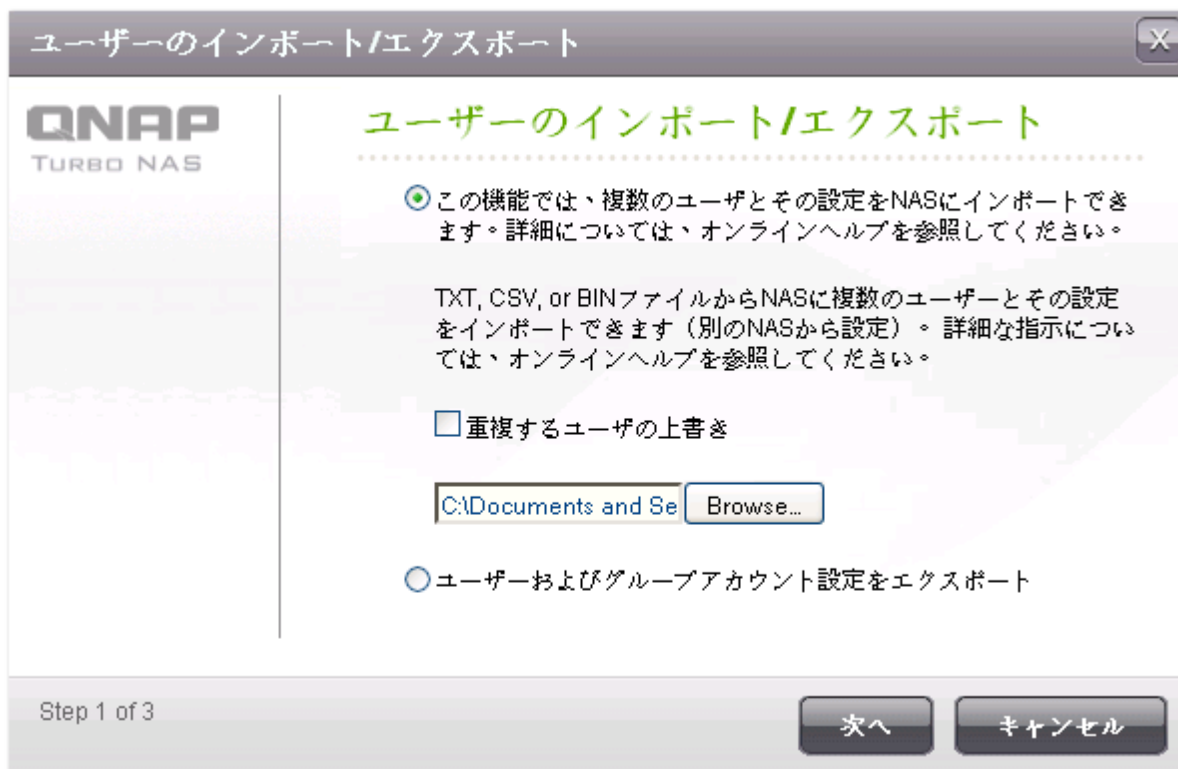 ユーザーのインポート/エクスポート
X
QNAP
TURBO NAS
ユーザーのインポート/エクスポート
この機能では、複数のユーザとその設定をNASにインポートでき
ます。詳細については、オンラインヘルプを参照してください。
TXT, CSV, or BINファイルからNASに複数のユーザーとその設定
をインポートできます（別のNASから設定）。 詳細な指示につい
ては、オンラインヘルプを参照してください。
重複するユーザの上書き
C:\Documents and Se
Browse...
ユーザーおよびグループアカウント設定をエクスポート
Step 1 of 3
次へ
キャンセル